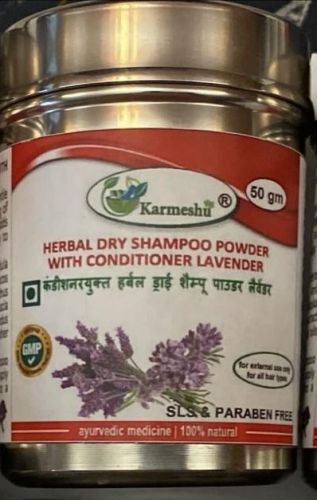 Karmeshu ®
50 gm
HERBAL DRY SHAMPOO POWDER
WITH CONDITIONER LAVENDER
कंडीशनरयुक्त हर्बल ड्राई शैम्पू पाउडर लैवेंडर
GMP
for external use only
for all hair types
SLS & PARABEN FREE
ayurvedic medicine | 100% natural